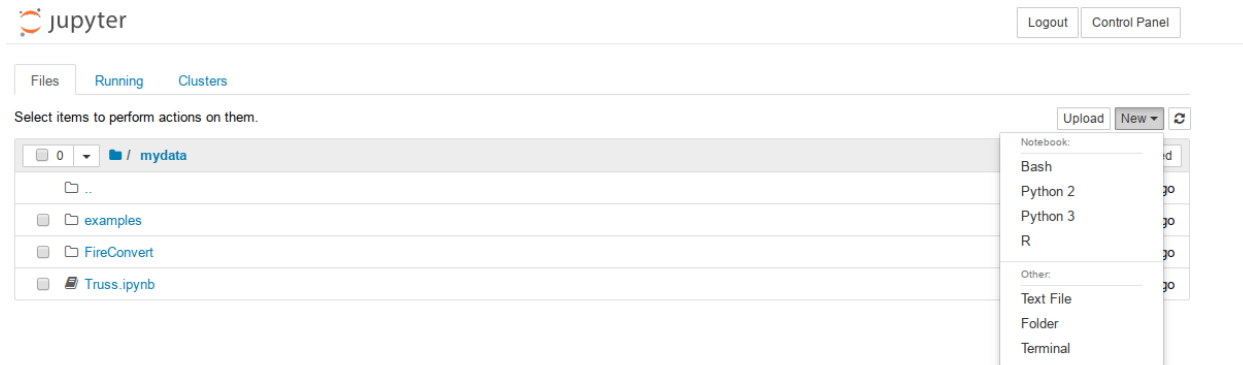 jupyter
Logout Control Panel
Files Running Clusters
Select items to perform actions on them.
Upload New
0 / mydata
..
examples
FireConvert
Truss.ipynb
Notebook:
Bash
Python 2
Python 3
R
Other:
Text File
Folder
Terminal